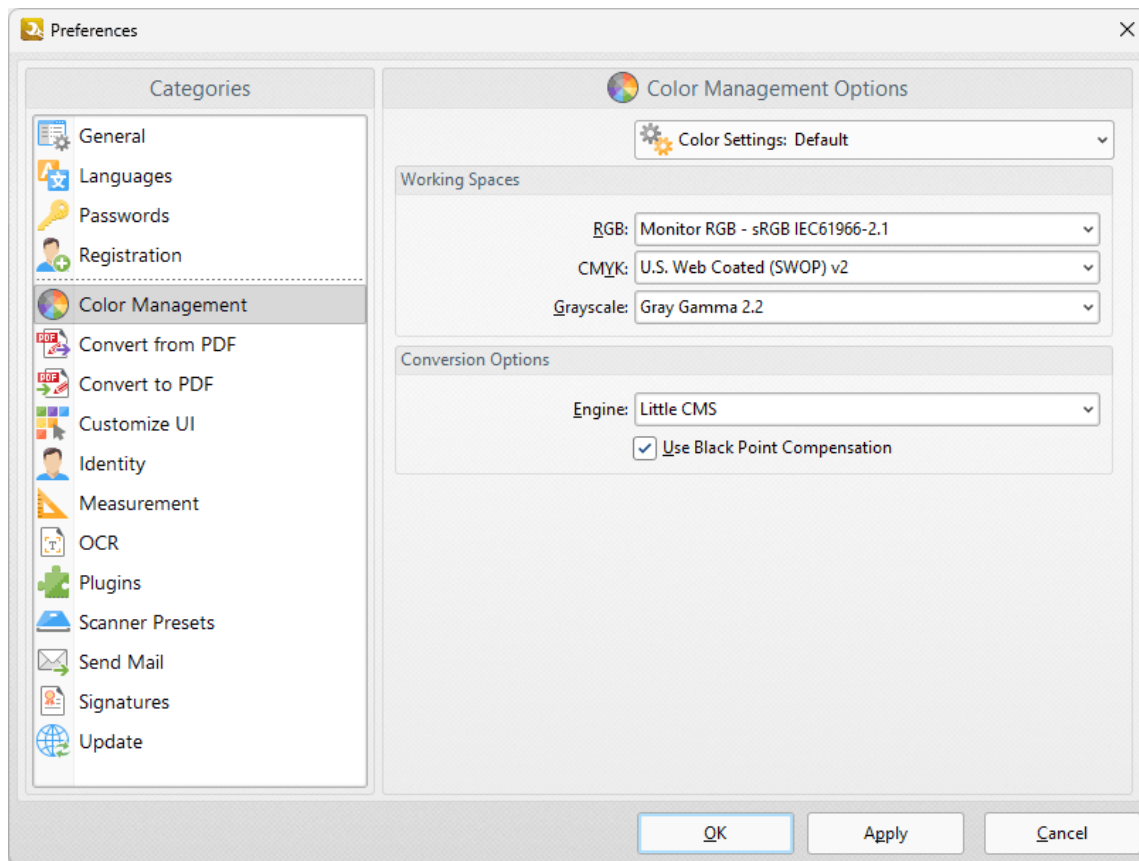 Preferences
Categories
General
Languages
Passwords
Registration
Color Management
Convert from PDF
Convert to PDF
Customize UI
Identity
Measurement
OCR
Plugins
Scanner Presets
Send Mail
Signatures
Update
Color Management Options
Color Settings: Default
Working Spaces
RGB: Monitor RGB - sRGB IEC61966-2.1
CMYK: U.S. Web Coated (SWOP) v2
Grayscale: Gray Gamma 2.2
Conversion Options
Engine: Little CMS
Use Black Point Compensation
OK Apply Cancel